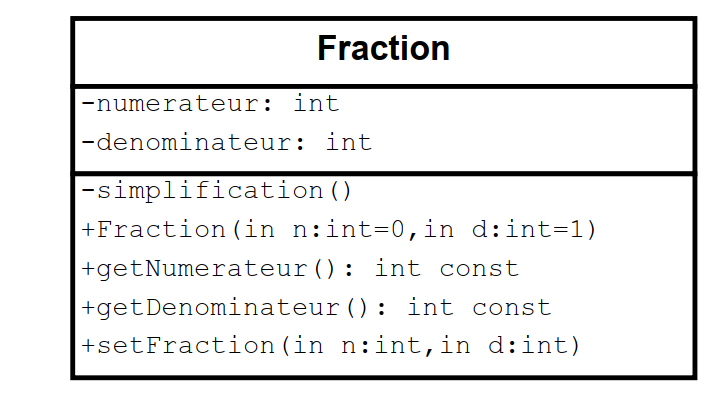 Fraction
-numerateur: int
-denominateur: int
-simplification()
+Fraction(in n:int=0,in d:int=1)
+getNumerateur(): int const
+getDenominateur(): int const
+setFraction(in n:int,in d:int)